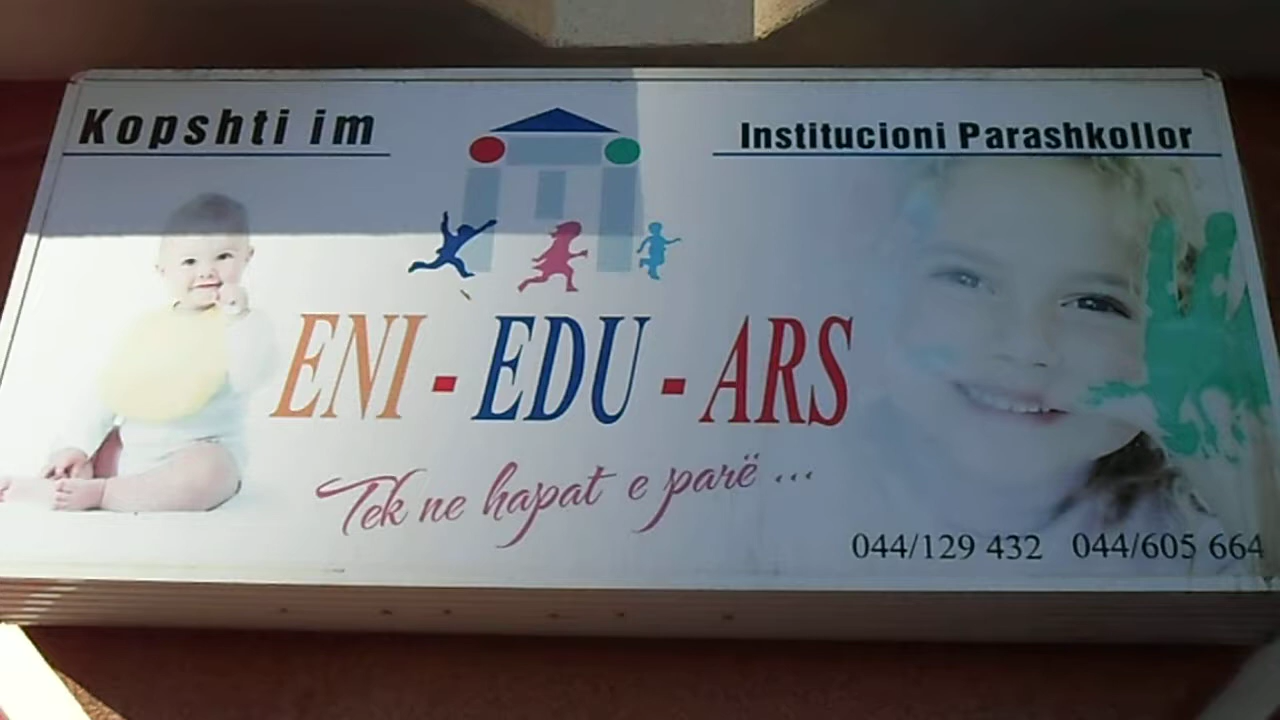 Kopshti im
Institucioni Parashkollor
ENI - EDU - ARS
Tek ne hapat e parë ...
044/129 432 044/605 664